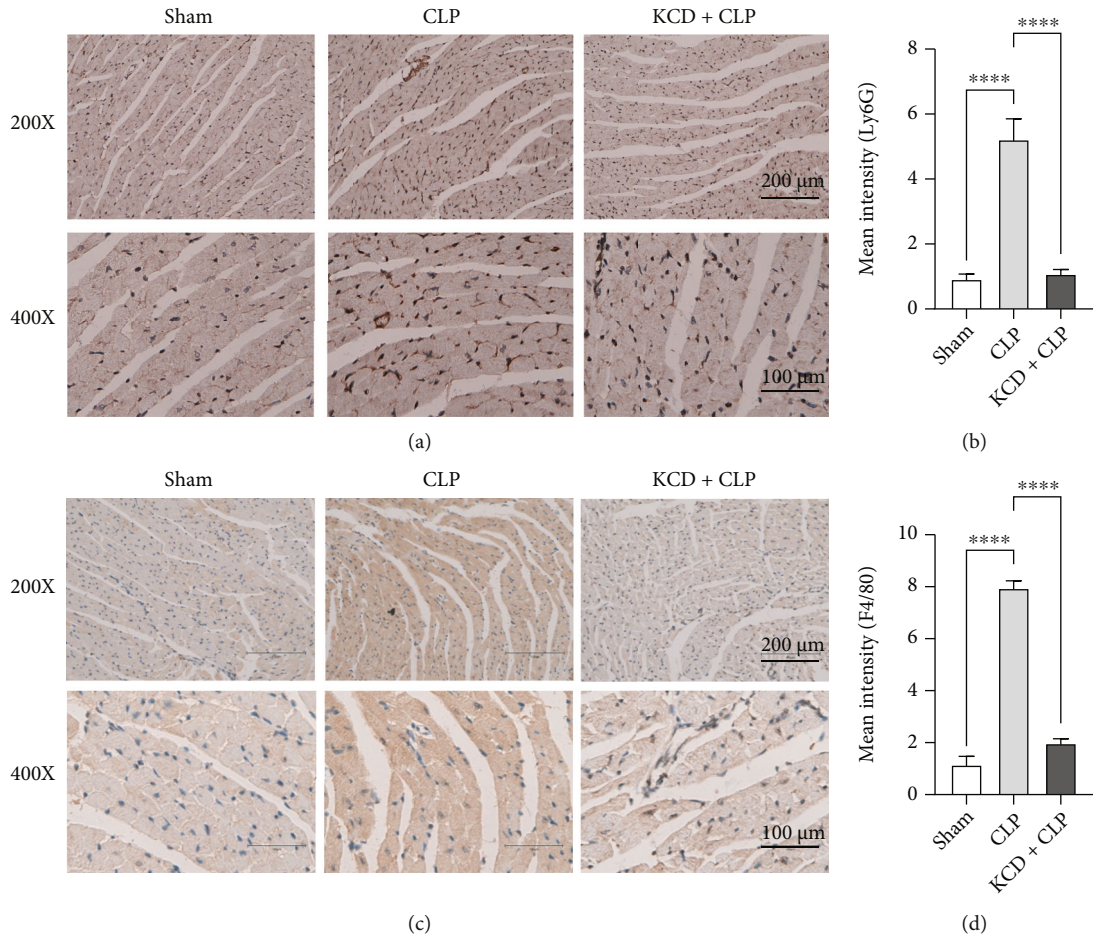 Sham CLP KCD + CLP
200X
200 µm
400X
100 µm
(a)
Mean intensity (Ly6G)
8
6
4
2
0
****
****
Sham
CLP
KCD + CLP
(b)
Sham CLP KCD + CLP
200X
200 µm
400X
100 µm
(c)
Mean intensity (F4/80)
10
8
6
4
2
0
****
****
Sham
CLP
KCD + CLP
(d)